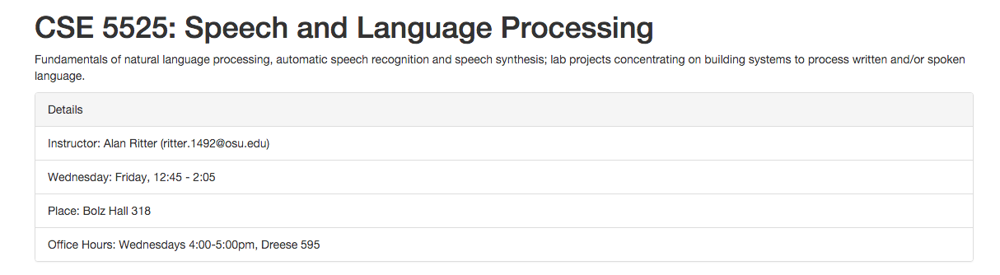 CSE 5525: Speech and Language Processing
Fundamentals of natural language processing, automatic speech recognition and speech synthesis; lab projects concentrating on building systems to process written and/or spoken
language.
Details
Instructor: Alan Ritter (ritter.1492@osu.edu)
Wednesday: Friday, 12:45 - 2:05
Place: Bolz Hall 318
Office Hours: Wednesdays 4:00-5:00pm, Dreese 595